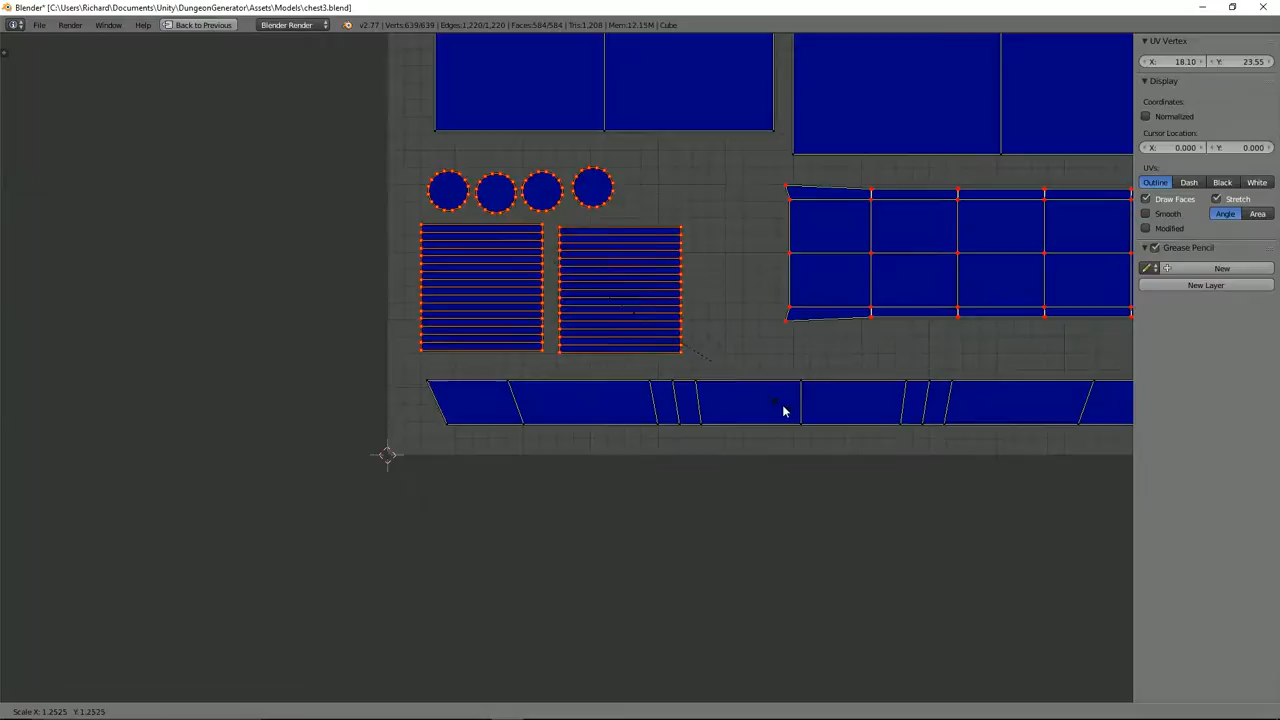 Blender* [C:\Users\Richard\Documents\Unity\DungeonGenerator\Assets\Models\chest3.blend]
File Render Window Help Back to Previous Blender Render v2.77 | Verts:639/639 | Edges:1,220/1,220 | Faces:584/584 | Tris:1,208 | Mem:12.15M | Cube
UV Vertex
X: 18.10 Y: 23.55
Display
Coordinates:
Normalized
Cursor Location:
X: 0.000 Y: 0.000
UVs:
Outline Dash Black White
Draw Faces Stretch
Smooth Angle Area
Modified
Grease Pencil
New
New Layer
Scale X: 1.2525 Y: 1.2525